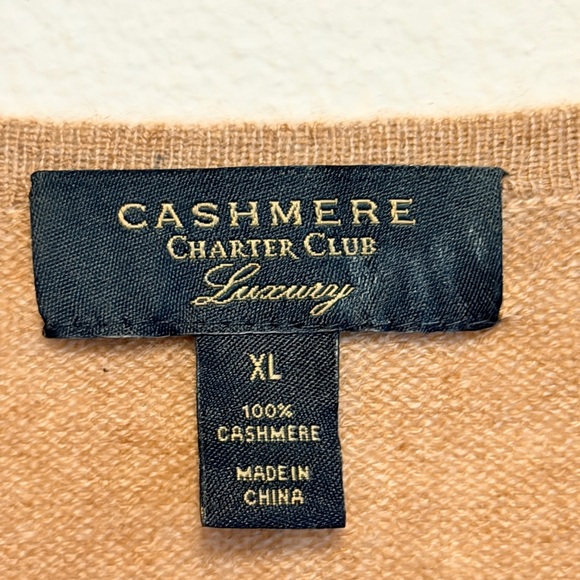 CASHMERE
CHARTER CLUB
Luxury
XL
100%
CASHMERE
MADE IN
CHINA